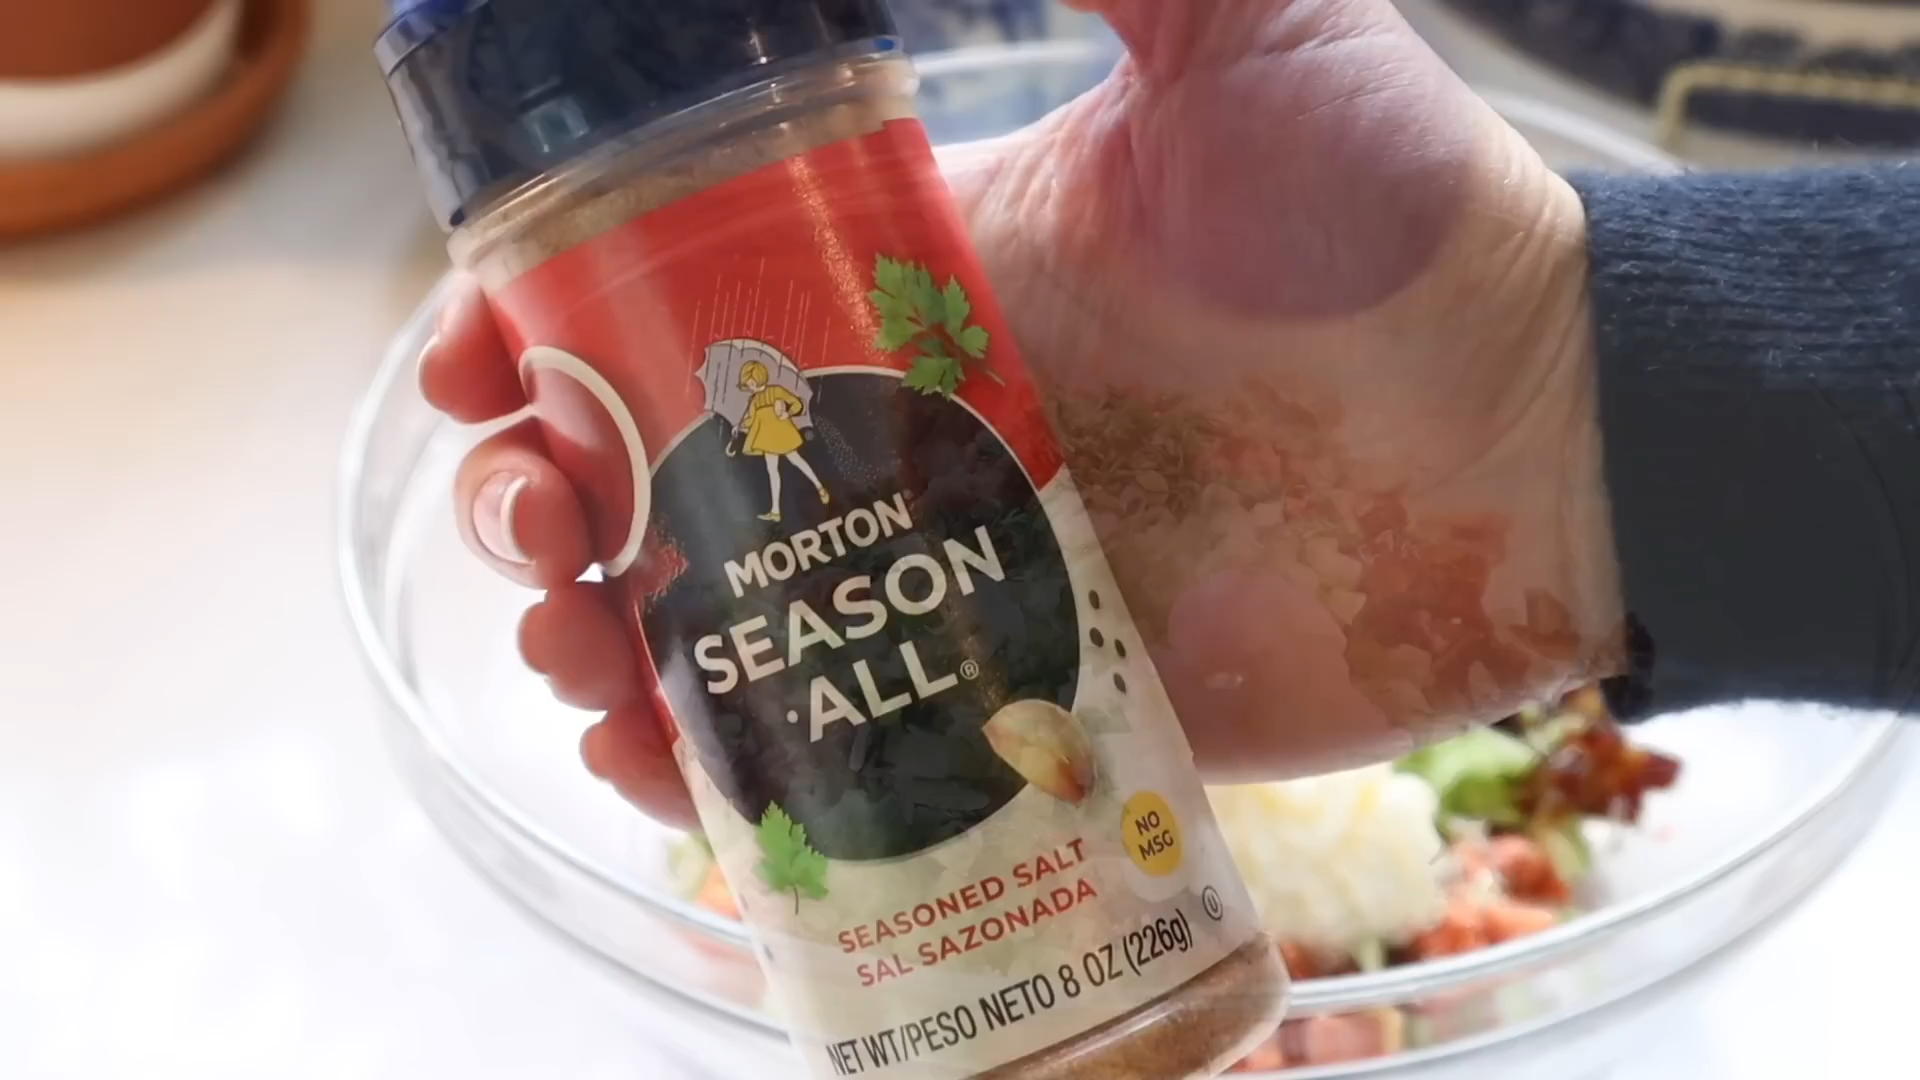 MORTON
SEASON
·ALL®
NO
MSG
SEASONED SALT
SAL SAZONADA
NET WT/PESO NETO 8 OZ (226g)
U